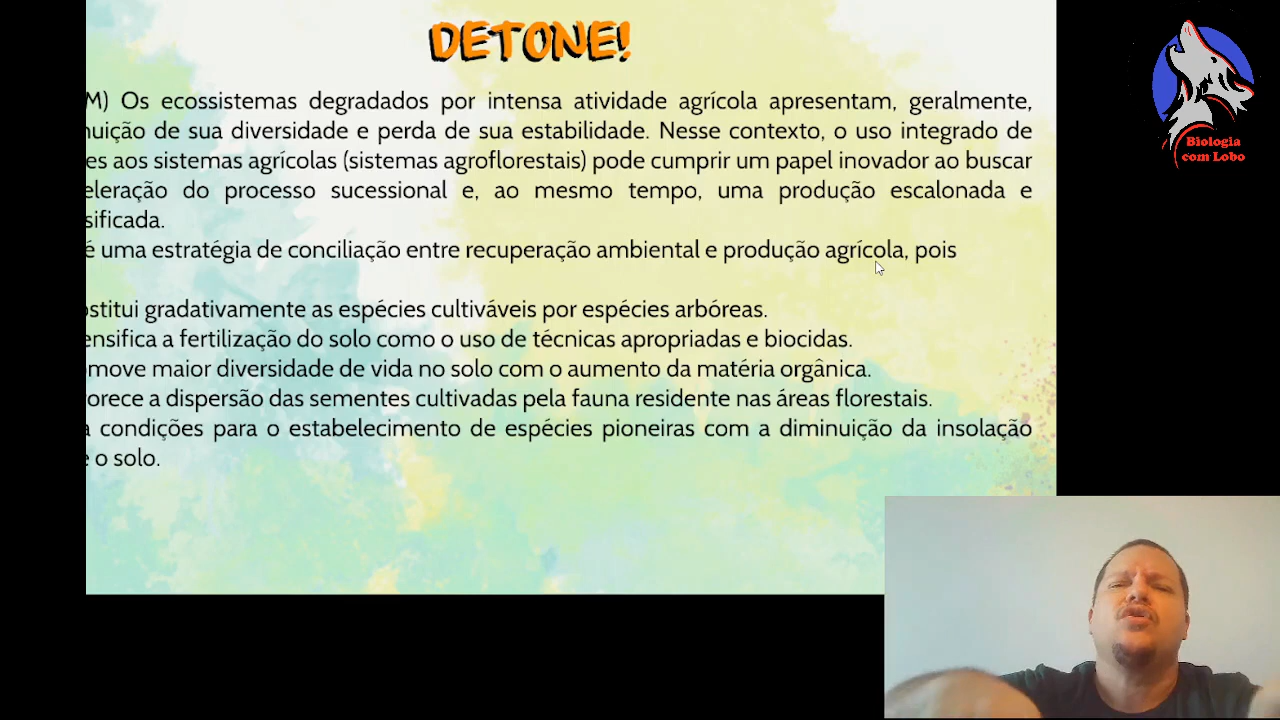 DETONE!
M) Os ecossistemas degradados por intensa atividade agrícola apresentam, geralmente,
nuição de sua diversidade e perda de sua estabilidade. Nesse contexto, o uso integrado de
es aos sistemas agrícolas (sistemas agroflorestais) pode cumprir um papel inovador ao buscar
eleração do processo sucessional e, ao mesmo tempo, uma produção escalonada e
sificada.
é uma estratégia de conciliação entre recuperação ambiental e produção agrícola, pois
stitui gradativamente as espécies cultiváveis por espécies arbóreas.
ensifica a fertilização do solo como o uso de técnicas apropriadas e biocidas.
move maior diversidade de vida no solo com o aumento da matéria orgânica.
orece a dispersão das sementes cultivadas pela fauna residente nas áreas florestais.
a condições para o estabelecimento de espécies pioneiras com a diminuição da insolação
e o solo.
Biologia
com Lobo